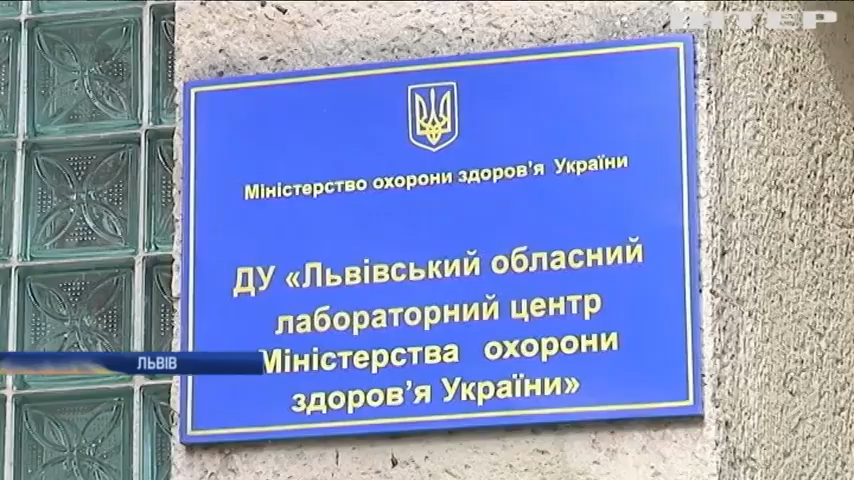 ІНТЕР
Міністерство охорони здоров'я України
ДУ «Львівський обласний
лабораторний центр
Міністерства охорони
здоров'я України»
ЛЬВІВ